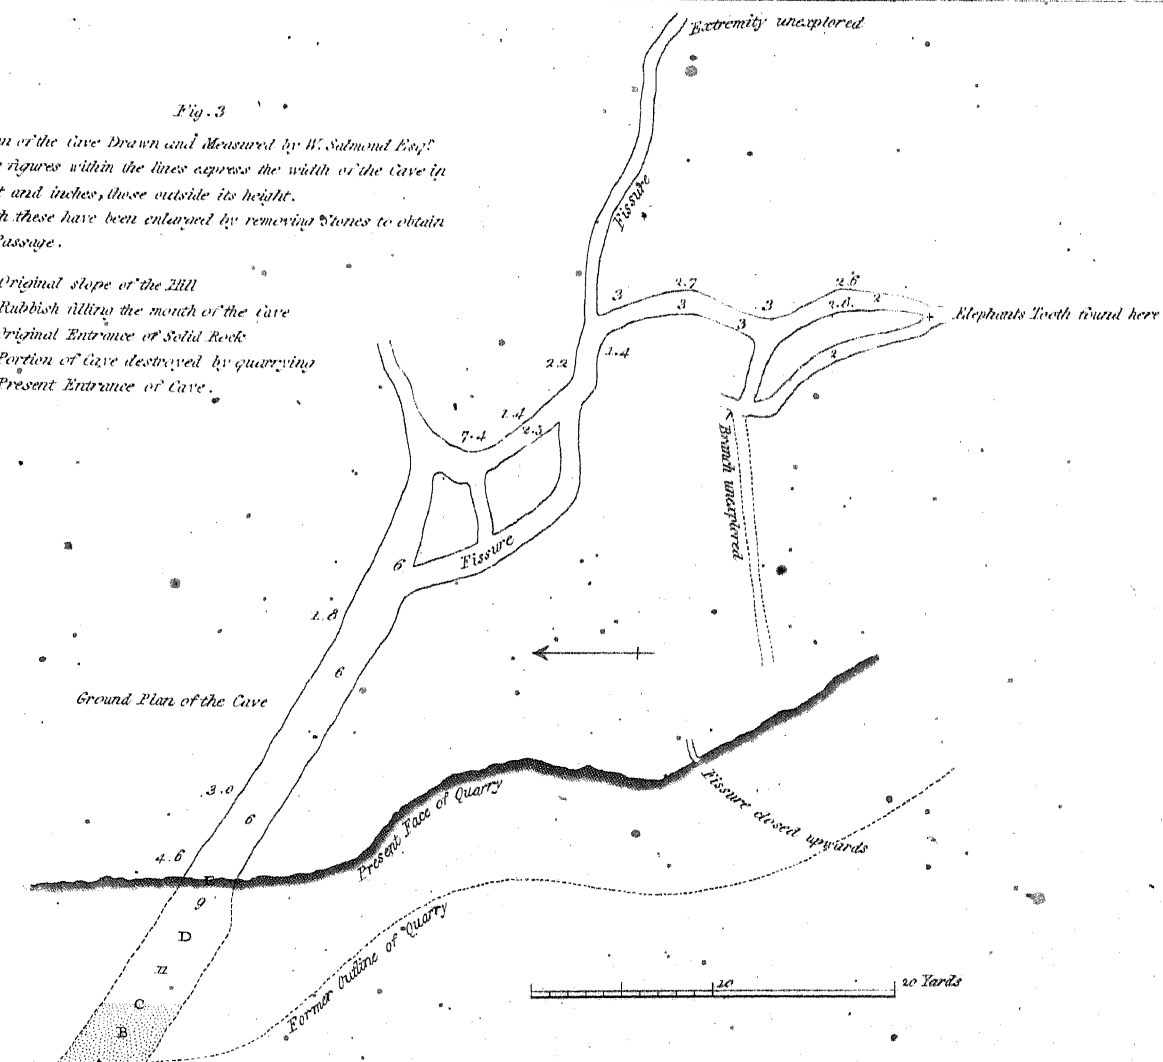 Extremity unexplored
Fig. 3
of the Cave Drawn and Measured by W. Salmond Esqr.
figures within the lines express the width of the Cave in
and inches, those outside its height.
these have been enlarged by removing Stones to obtain
Passage.
Original slope of the Hill
Rubbish filling the mouth of the cave
Original Entrance of Solid Rock
Portion of Cave destroyed by quarrying
Present Entrance of Cave.
Fissure
3
2.7
3
3
3
2.6
2
Elephants Tooth found here
2.2
1.4
2
1.4
7.4
2.3
Branch unexplored
Fissure
6
1.8
6
Ground Plan of the Cave
3.0
6
4.6
E
9
D
C
B
Present Face of Quarry
Fissure closed upwards
Former Outline of Quarry
10
20 Yards